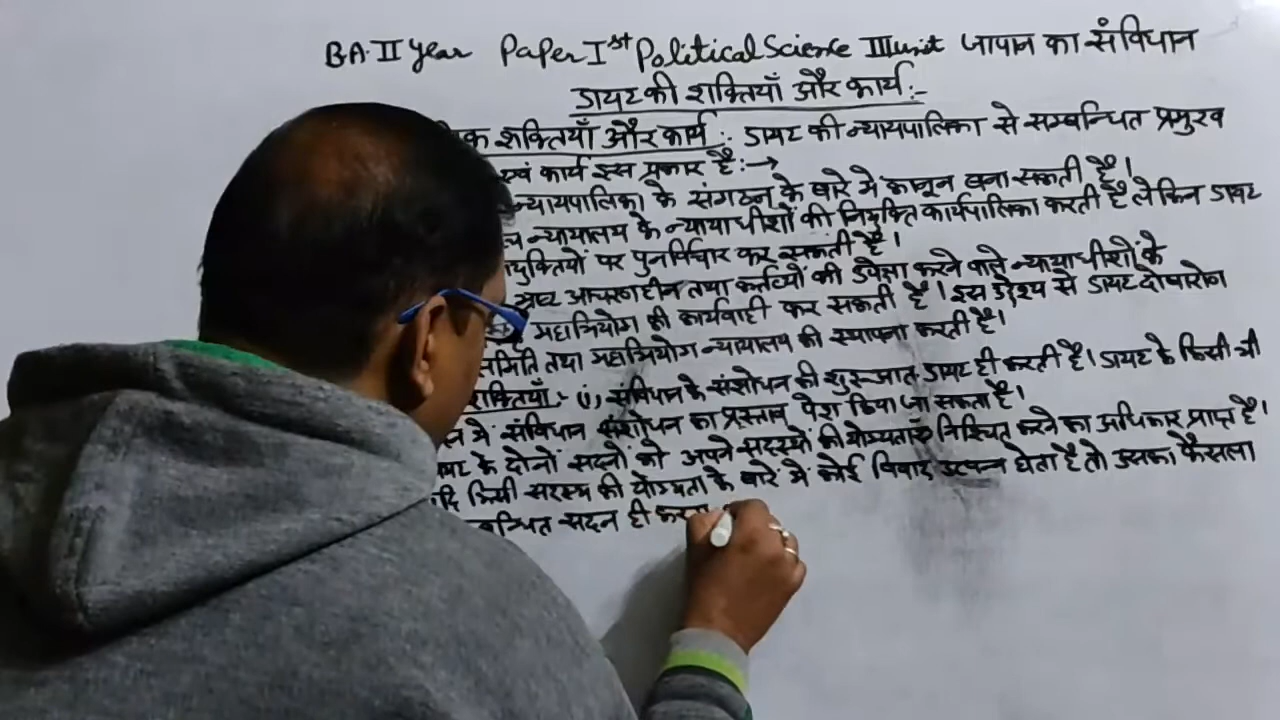 B.A. II Year Paper Ist Political Science III unit जापान का संविधान
डायट की शक्तियाँ और कार्य :-
क शक्तियाँ और कार्य :- डायट की न्यायपालिका से सम्बन्धित प्रमुख
एवं कार्य इस प्रकार है :- →
न्यायपालिका के संगठन के बारे में कानून बना सकती है।
न्यायालय के न्यायाधीशों की नियुक्ति कार्यपालिका करती है लेकिन डायट
युक्तियों पर पुनर्विचार कर सकती है।
भ्रष्ट आचरणहीन तथा कर्तव्यों की उपेक्षा करने वाले न्यायाधीशों के
महाभियोग की कार्यवाही कर सकती है। इस उद्देश्य से डायट दोषारोप
समिति तथा महाभियोग न्यायालय की स्थापना करती है।
शक्तियाँ :- (i) संविधान के संशोधन की शुरूआत डायट ही करती है। डायट के किसी भी
न में संविधान संशोधन का प्रस्ताव पेश किया जा सकता है।
यट के दोनों सदनों को अपने सदस्यों की योग्यताएँ निश्चित करने का अधिकार प्राप्त है।
दि किसी सदस्य की योग्यता के बारे में कोई विवाद उत्पन्न होता है तो उसका फैसला
बन्धित सदन ही करता